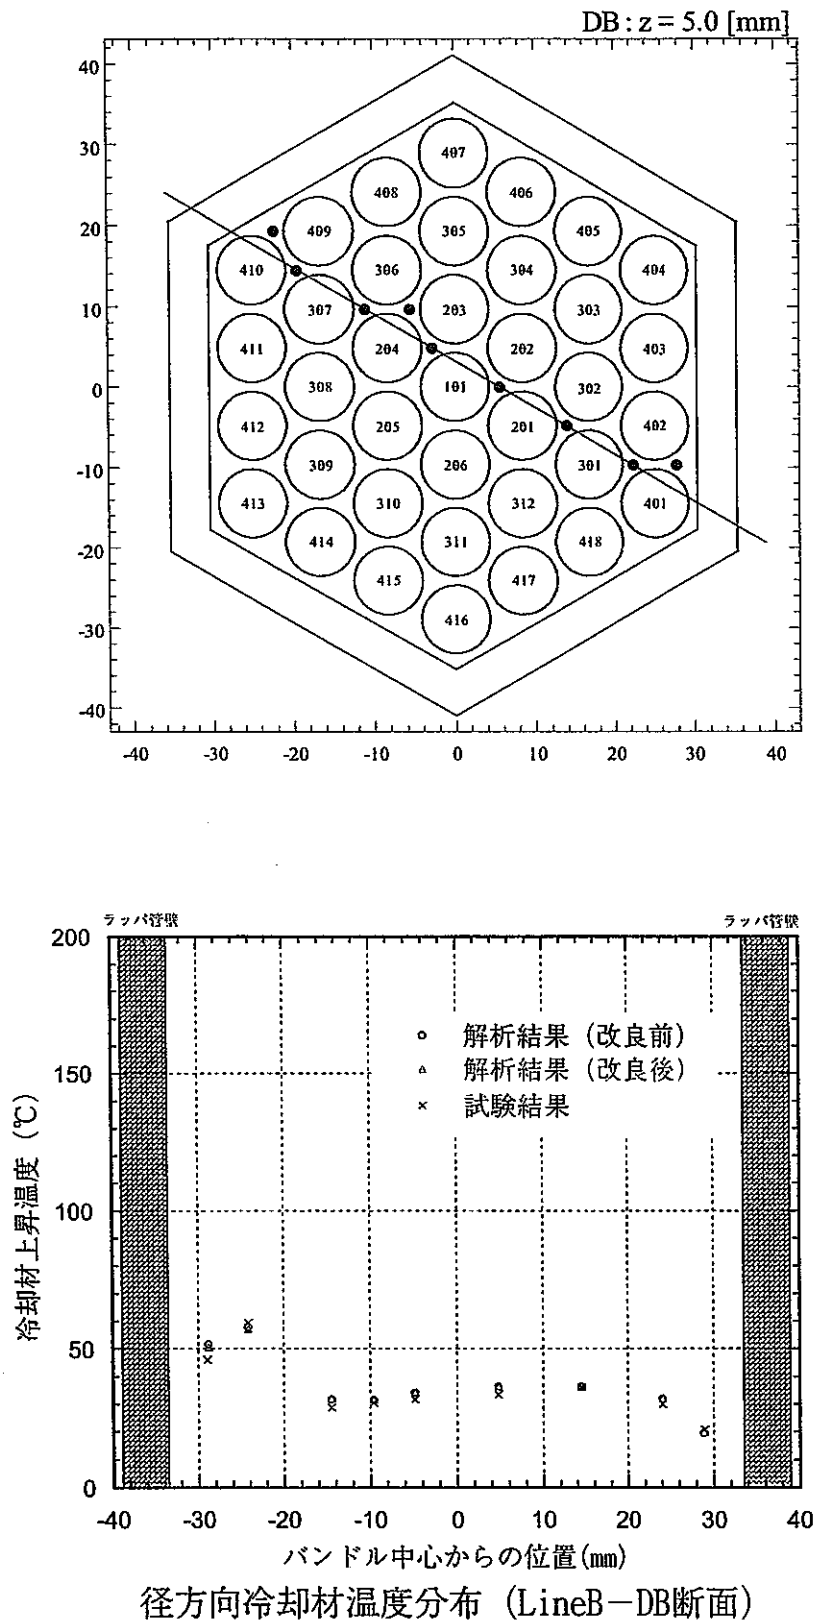 DB : z = 5.0 [mm]
40
30
407
408 406
20
409 305 405
410 306 304 404
10
307 203 303
411 204 202 403
0
308 101 302
412 205 201 402
-10
309 206 301
413 310 312 401
-20
414 311 418
415 417
-30
416
-40
-40 -30 -20 -10 0 10 20 30 40
ラッパ管壁 ラッパ管壁
200
解析結果 (改良前)
150
解析結果 (改良後)
試験結果
100
50
0
冷却材上昇温度 (℃)
-40 -30 -20 -10 0 10 20 30 40
バンドル中心からの位置(mm)
径方向冷却材温度分布 (LineB-DB断面)